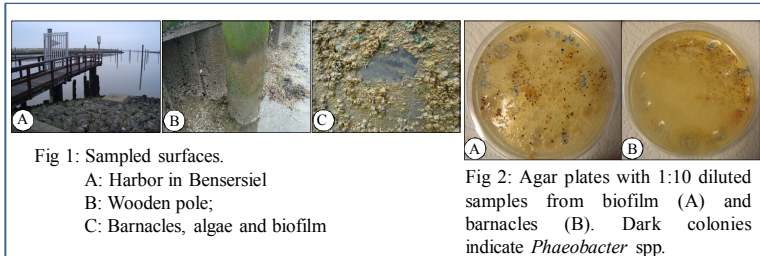 A
B
C
A
B
Fig 1: Sampled surfaces.
A: Harbor in Bensersiel
B: Wooden pole;
C: Barnacles, algae and biofilm
Fig 2: Agar plates with 1:10 diluted
samples from biofilm (A) and
barnacles (B). Dark colonies
indicate Phaeobacter spp.